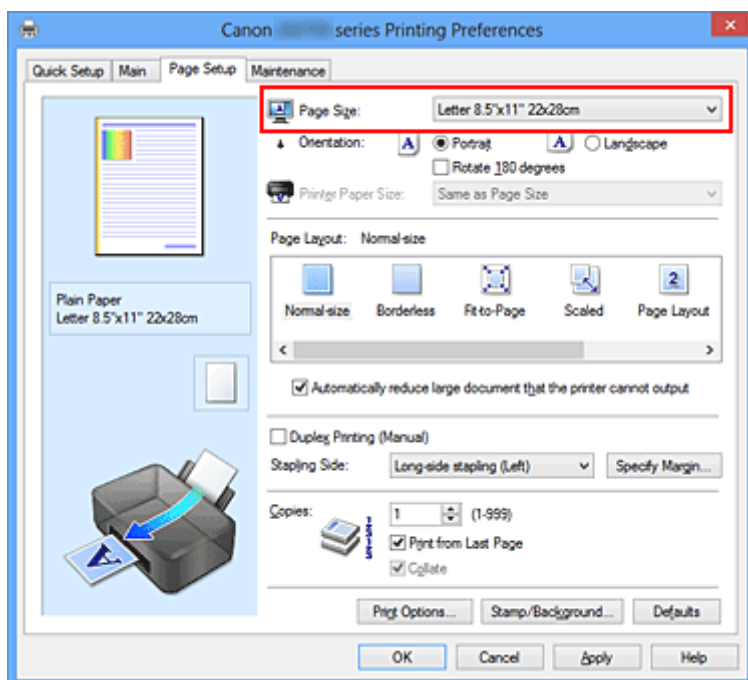 Canon series Printing Preferences
Quick Setup Main Page Setup Maintenance
Page Size: Letter 8.5"x11" 22x28cm
Orientation: A Portrait A Landscape
Rotate 180 degrees
Printer Paper Size: Same as Page Size
Page Layout: Normal-size
Normal-size Borderless Fit-to-Page Scaled 2 Page Layout
Automatically reduce large document that the printer cannot output
Plain Paper
Letter 8.5"x11" 22x28cm
Duplex Printing (Manual)
Stapling Side: Long-side stapling (Left) Specify Margin...
Copies: 1 (1-999)
Print from Last Page
Collate
A
Print Options... Stamp/Background... Defaults
OK Cancel Apply Help